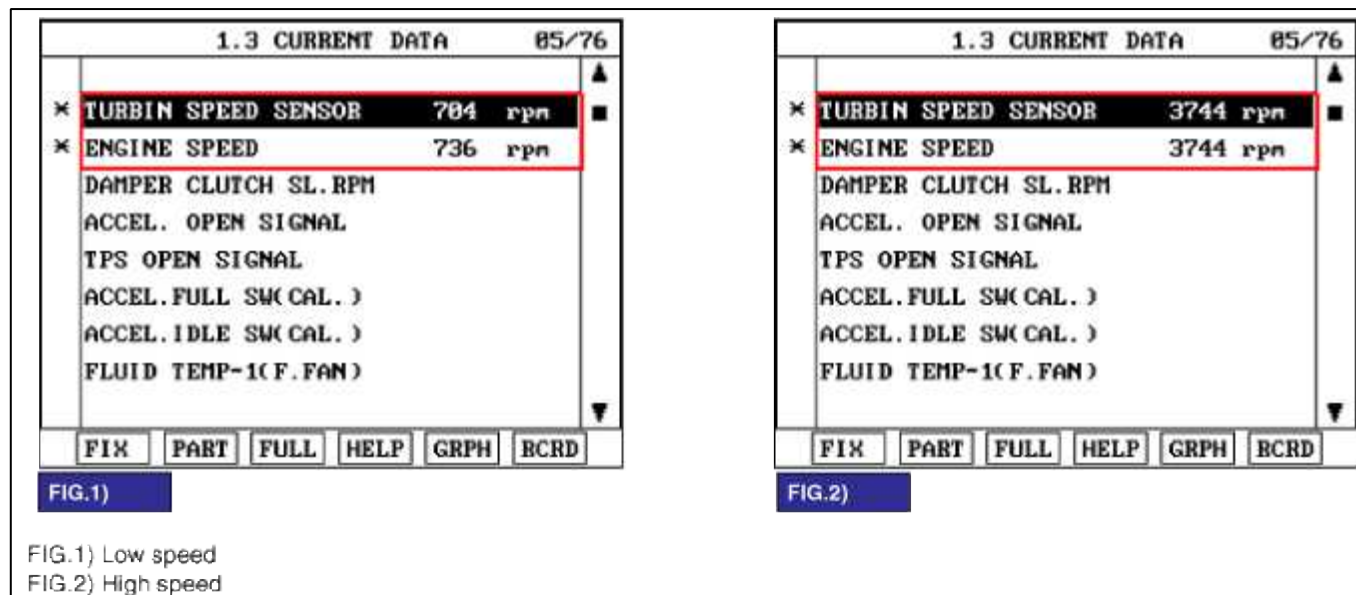 1.3 CURRENT DATA 05/76
* TURBIN SPEED SENSOR 704 rpm
* ENGINE SPEED 736 rpm
DAMPER CLUTCH SL.RPM
ACCEL. OPEN SIGNAL
TPS OPEN SIGNAL
ACCEL.FULL SW(CAL.)
ACCEL.IDLE SW(CAL.)
FLUID TEMP-1(F.FAN)
FIX PART FULL HELP GRPH RCRD
FIG.1)
1.3 CURRENT DATA 05/76
* TURBIN SPEED SENSOR 3744 rpm
* ENGINE SPEED 3744 rpm
DAMPER CLUTCH SL.RPM
ACCEL. OPEN SIGNAL
TPS OPEN SIGNAL
ACCEL.FULL SW(CAL.)
ACCEL.IDLE SW(CAL.)
FLUID TEMP-1(F.FAN)
FIX PART FULL HELP GRPH RCRD
FIG.2)
FIG.1) Low speed
FIG.2) High speed